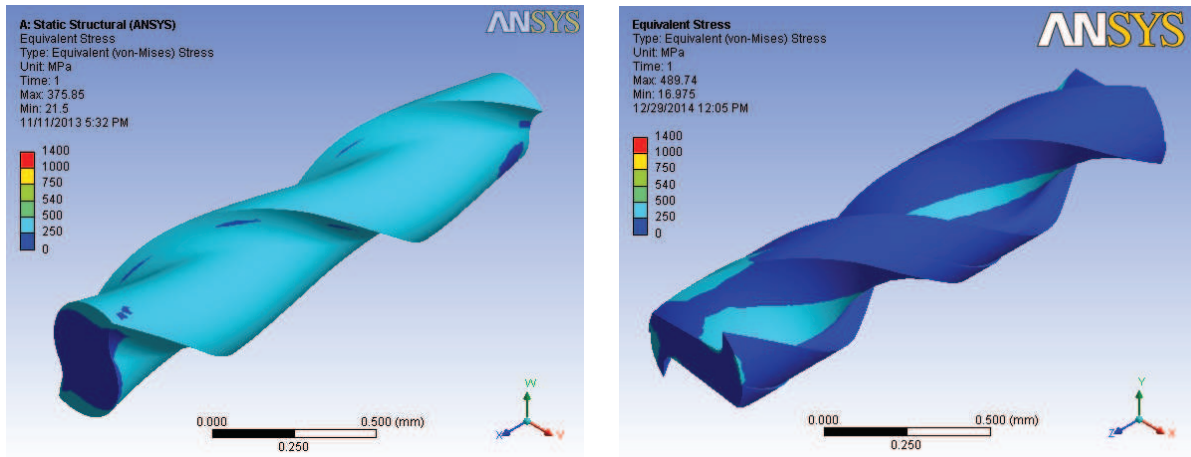 A: Static Structural (ANSYS)
Equivalent Stress
Type: Equivalent (von-Mises) Stress
Unit: MPa
Time: 1
Max: 375.85
Min: 21.5
11/11/2013 5:32 PM
ANSYS
1400
1000
750
540
500
250
0
0.000
0.500 (mm)
0.250
W
X
V
Equivalent Stress
Type: Equivalent (von-Mises) Stress
Unit: MPa
Time: 1
Max: 489.74
Min: 16.975
12/29/2014 12:05 PM
ANSYS
1400
1000
750
540
500
250
0
0.000
0.500 (mm)
0.250
Y
Z
X